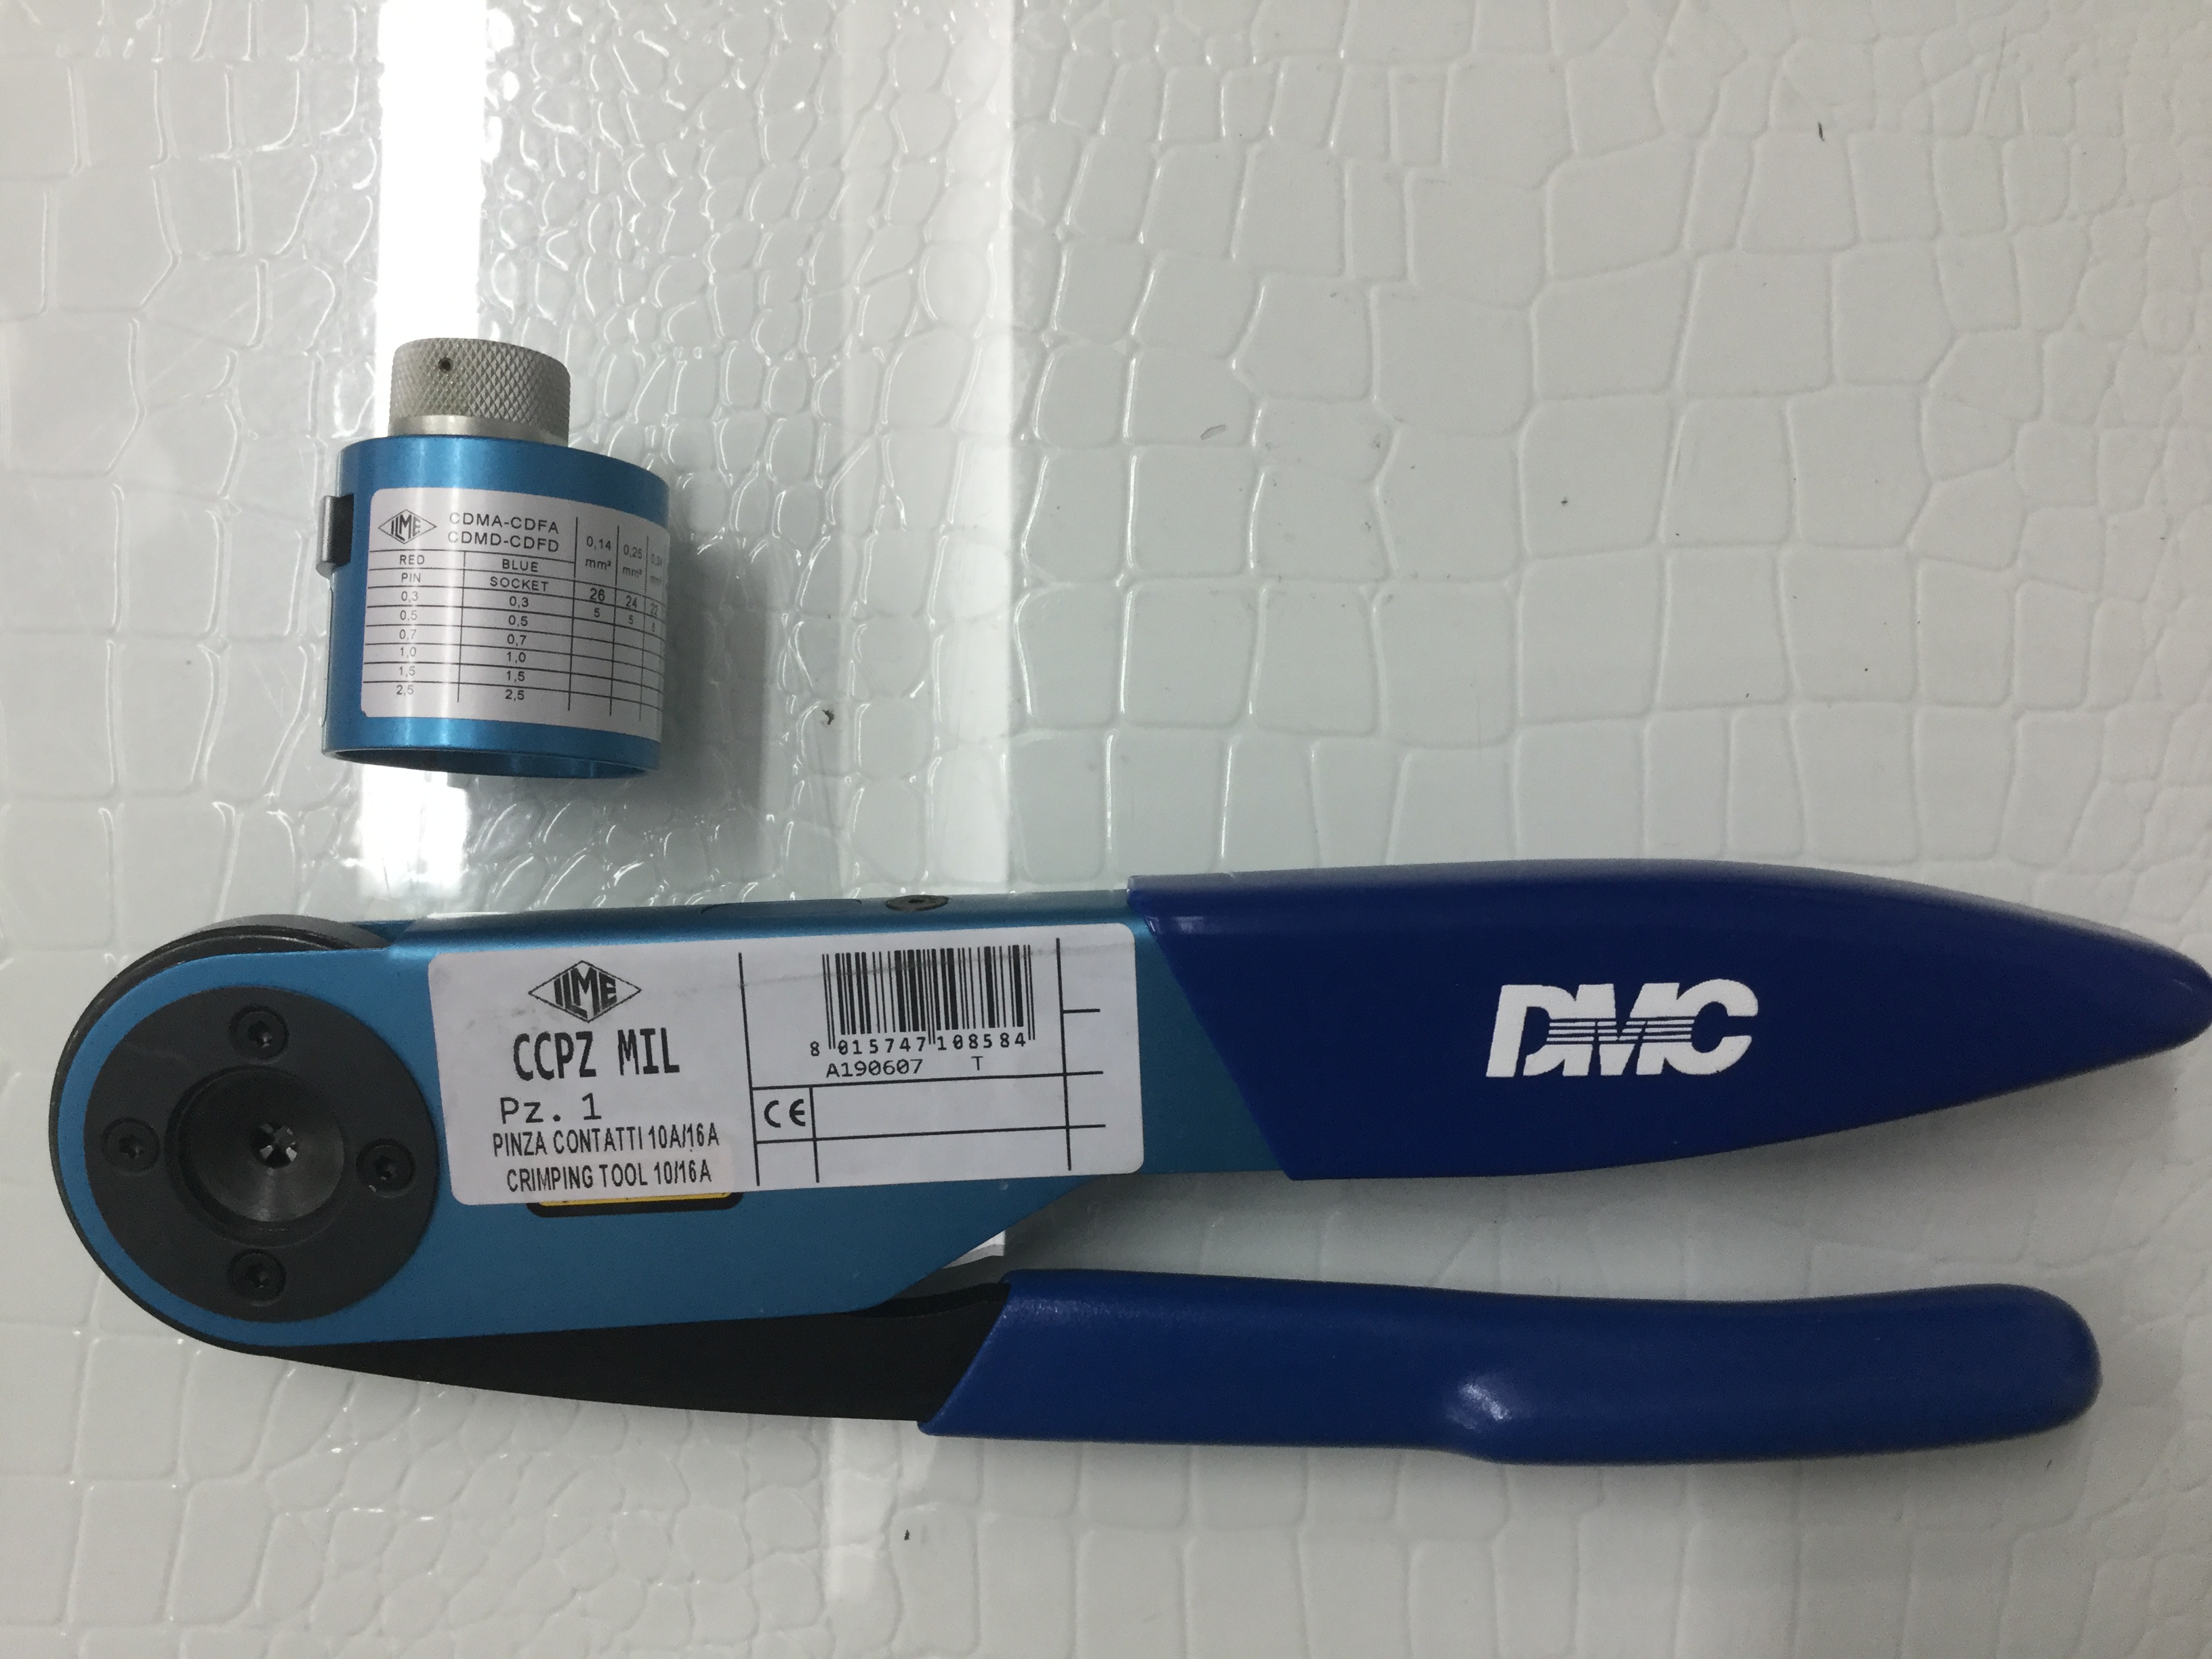 ILME
CDMA-CDFA
CDMD-CDFD
0,14 mm²
0,25 mm²
RED BLUE
PIN SOCKET 26 24 22
0,3 0,3 5 5
0,5 0,5
0,7 0,7
1,0 1,0
1,5 1,5
2,5 2,5
ILME
CCPZ MIL
Pz. 1
PINZA CONTATTI 10A/16A
CRIMPING TOOL 10/16A
8 015747 108584
A190607 T
CE
DMC